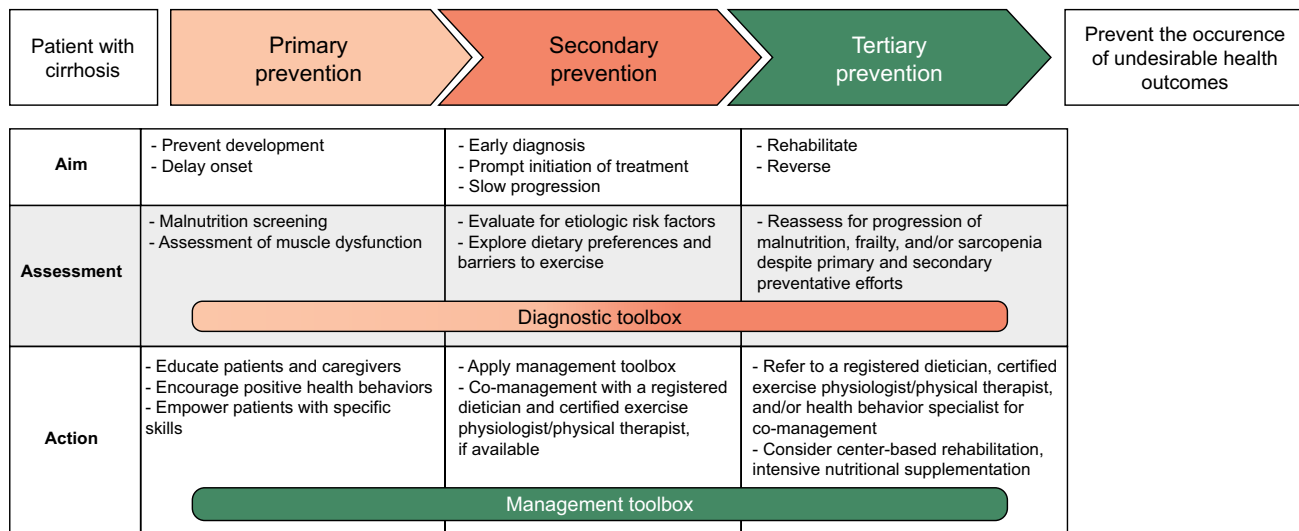 Patient with
cirrhosis
Primary
prevention
Secondary
prevention
Tertiary
prevention
Prevent the occurence
of undesirable health
outcomes
Aim
- Prevent development
- Delay onset
- Early diagnosis
- Prompt initiation of treatment
- Slow progression
- Rehabilitate
- Reverse
Assessment
- Malnutrition screening
- Assessment of muscle dysfunction
- Evaluate for etiologic risk factors
- Explore dietary preferences and
barriers to exercise
- Reassess for progression of
malnutrition, frailty, and/or sarcopenia
despite primary and secondary
preventative efforts
Diagnostic toolbox
Action
- Educate patients and caregivers
- Encourage positive health behaviors
- Empower patients with specific
skills
- Apply management toolbox
- Co-management with a registered
dietician and certified exercise
physiologist/physical therapist,
if available
- Refer to a registered dietician, certified
exercise physiologist/physical therapist,
and/or health behavior specialist for
co-management
- Consider center-based rehabilitation,
intensive nutritional supplementation
Management toolbox